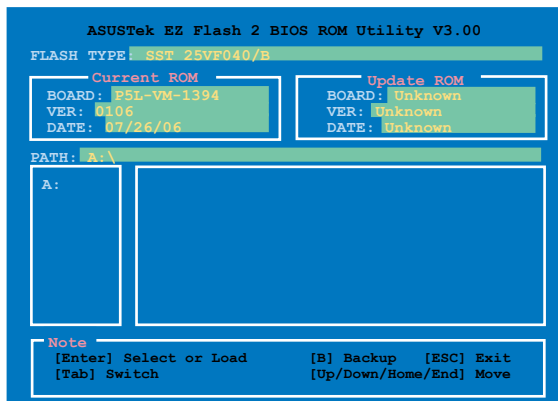 ASUSTek EZ Flash 2 BIOS ROM Utility V3.00
FLASH TYPE: SST 25VF040/B
Current ROM
BOARD: P5L-VM-1394
VER: 0106
DATE: 07/26/06
Update ROM
BOARD: Unknown
VER: Unknown
DATE: Unknown
PATH: A:\
A:
Note
[Enter] Select or Load [B] Backup [ESC] Exit
[Tab] Switch [Up/Down/Home/End] Move